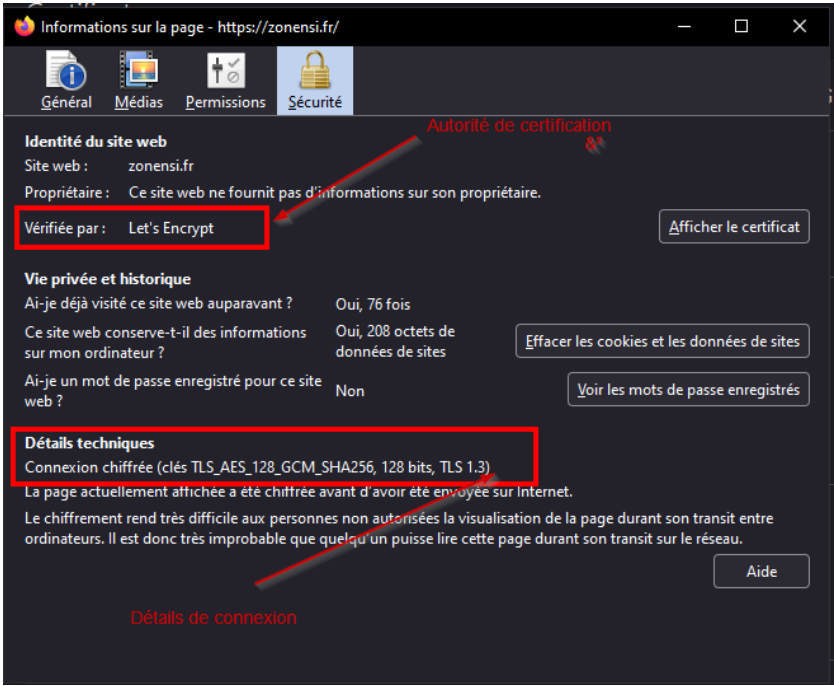 Informations sur la page - https://zonensi.fr/
Général Médias Permissions Sécurité
Autorité de certification
&³
Identité du site web
Site web : zonensi.fr
Propriétaire : Ce site web ne fournit pas d'informations sur son propriétaire.
Vérifiée par : Let's Encrypt
Afficher le certificat
Vie privée et historique
Ai-je déjà visité ce site web auparavant ? Oui, 76 fois
Ce site web conserve-t-il des informations
sur mon ordinateur ?
Oui, 208 octets de
données de sites
Effacer les cookies et les données de sites
Ai-je un mot de passe enregistré pour ce site
web ?
Non
Voir les mots de passe enregistrés
Détails techniques
Connexion chiffrée (clés TLS_AES_128_GCM_SHA256, 128 bits, TLS 1.3)
La page actuellement affichée a été chiffrée avant d'avoir été envoyée sur Internet.
Le chiffrement rend très difficile aux personnes non autorisées la visualisation de la page durant son transit entre
ordinateurs. Il est donc très improbable que quelqu'un puisse lire cette page durant son transit sur le réseau.
Aide
Détails de connexion